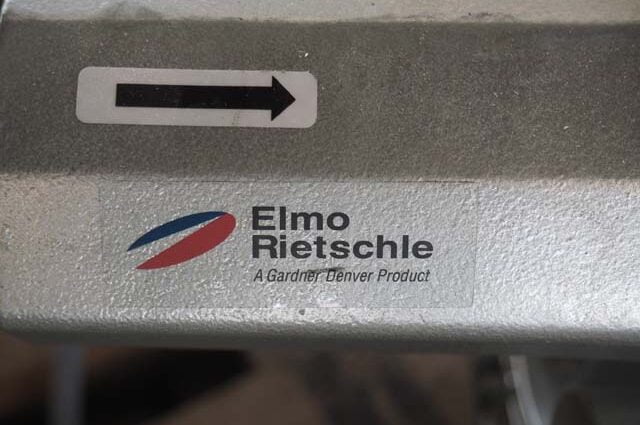 Elmo
Rietschle
A Gardner Denver Product